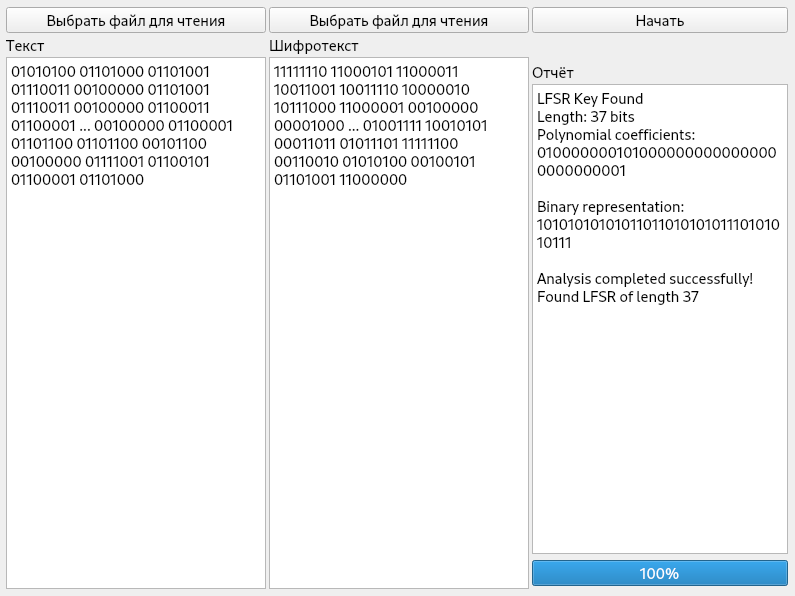 Выбрать файл для чтения
Выбрать файл для чтения
Начать
Текст
01010100 01101000 01101001
01110011 00100000 01101001
01110011 00100000 01100011
01100001 ... 00100000 01100001
01101100 01101100 00101100
00100000 01111001 01100101
01100001 01101000
Шифротекст
11111110 11000101 11000011
10011001 10011110 10000010
10111000 11000001 00100000
00001000 ... 01001111 10010101
00011011 01011101 11111100
00110010 01010100 00100101
01101001 11000000
Отчёт
LFSR Key Found
Length: 37 bits
Polynomial coefficients:
010000000101000000000000000
0000000001
Binary representation:
10101010101011011010101011101010
10111
Analysis completed successfully!
Found LFSR of length 37
100%